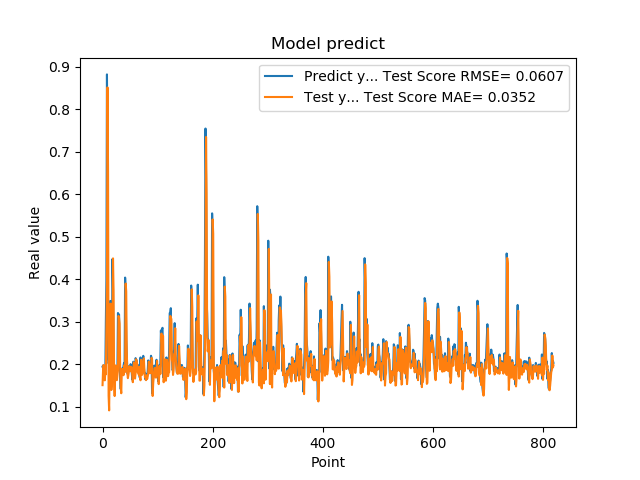 Model predict
Predict y... Test Score RMSE= 0.0607
Test y... Test Score MAE= 0.0352
Real value
0.9
0.8
0.7
0.6
0.5
0.4
0.3
0.2
0.1
0 200 400 600 800
Point